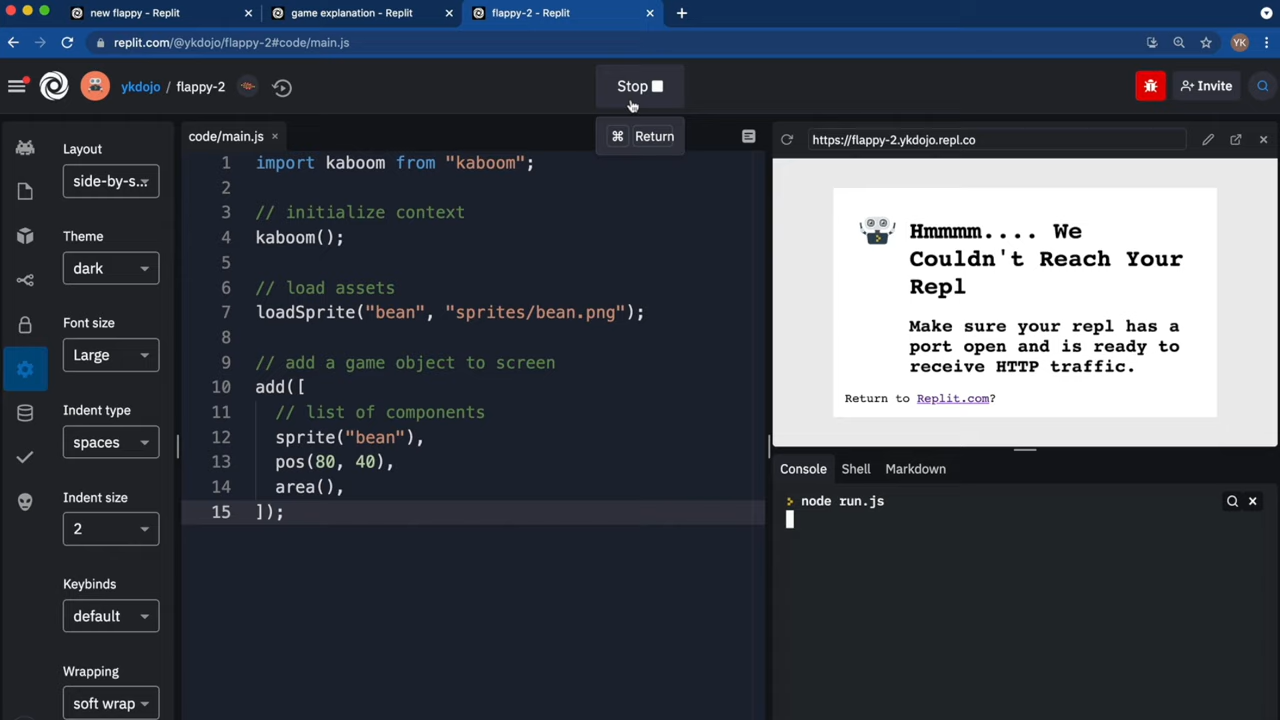 new flappy - Replit
game explanation - Replit
flappy-2 - Replit
replit.com/@ykdojo/flappy-2#code/main.js
YK
ykdojo / flappy-2
Stop
Invite
⌘ Return
Layout
side-by-s...
Theme
dark
Font size
Large
Indent type
spaces
Indent size
2
Keybinds
default
Wrapping
soft wrap
code/main.js
1 import kaboom from "kaboom";
2
3 // initialize context
4 kaboom();
5
6 // load assets
7 loadSprite("bean", "sprites/bean.png");
8
9 // add a game object to screen
10 add([
11 // list of components
12 sprite("bean"),
13 pos(80, 40),
14 area(),
15 ]);
https://flappy-2.ykdojo.repl.co
Hmmmm.... We
Couldn't Reach Your
Repl
Make sure your repl has a
port open and is ready to
receive HTTP traffic.
Return to Replit.com?
Console Shell Markdown
node run.js